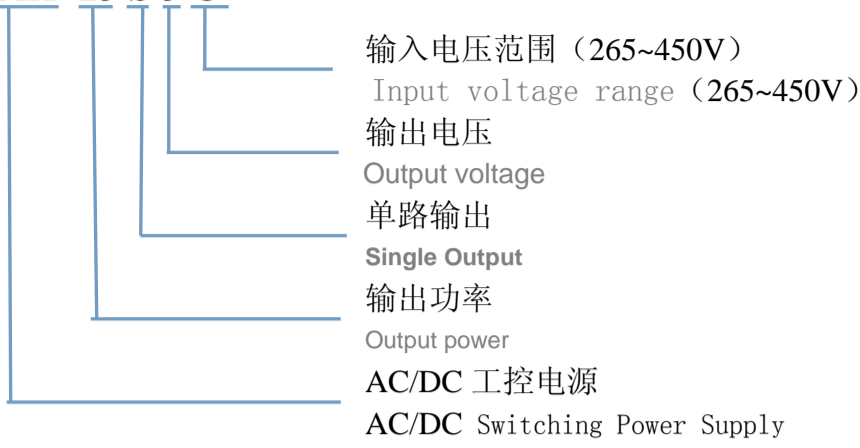 输入电压范围（265~450V）
Input voltage range（265~450V）
输出电压
Output voltage
单路输出
Single Output
输出功率
Output power
AC/DC 工控电源
AC/DC Switching Power Supply